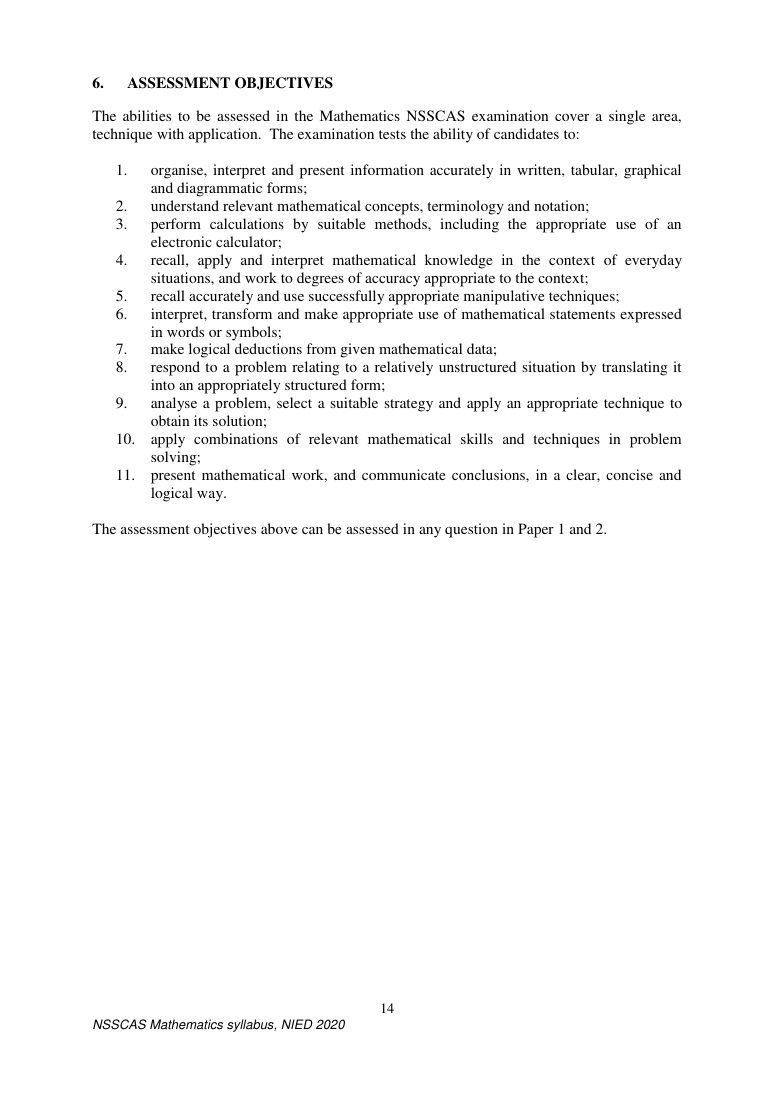 6. ASSESSMENT OBJECTIVES
The abilities to be assessed in the Mathematics NSSCAS examination cover a single area,
technique with application. The examination tests the ability of candidates to:
1. organise, interpret and present information accurately in written, tabular, graphical
and diagrammatic forms;
2. understand relevant mathematical concepts, terminology and notation;
3. perform calculations by suitable methods, including the appropriate use of an
electronic calculator;
4. recall, apply and interpret mathematical knowledge in the context of everyday
situations, and work to degrees of accuracy appropriate to the context;
5. recall accurately and use successfully appropriate manipulative techniques;
6. interpret, transform and make appropriate use of mathematical statements expressed
in words or symbols;
7. make logical deductions from given mathematical data;
8. respond to a problem relating to a relatively unstructured situation by translating it
into an appropriately structured form;
9. analyse a problem, select a suitable strategy and apply an appropriate technique to
obtain its solution;
10. apply combinations of relevant mathematical skills and techniques in problem
solving;
11. present mathematical work, and communicate conclusions, in a clear, concise and
logical way.
The assessment objectives above can be assessed in any question in Paper 1 and 2.
14
NSSCAS Mathematics syllabus, NIED 2020